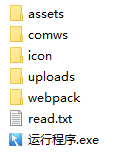 assets
comws
icon
uploads
webpack
read.txt
运行程序.exe